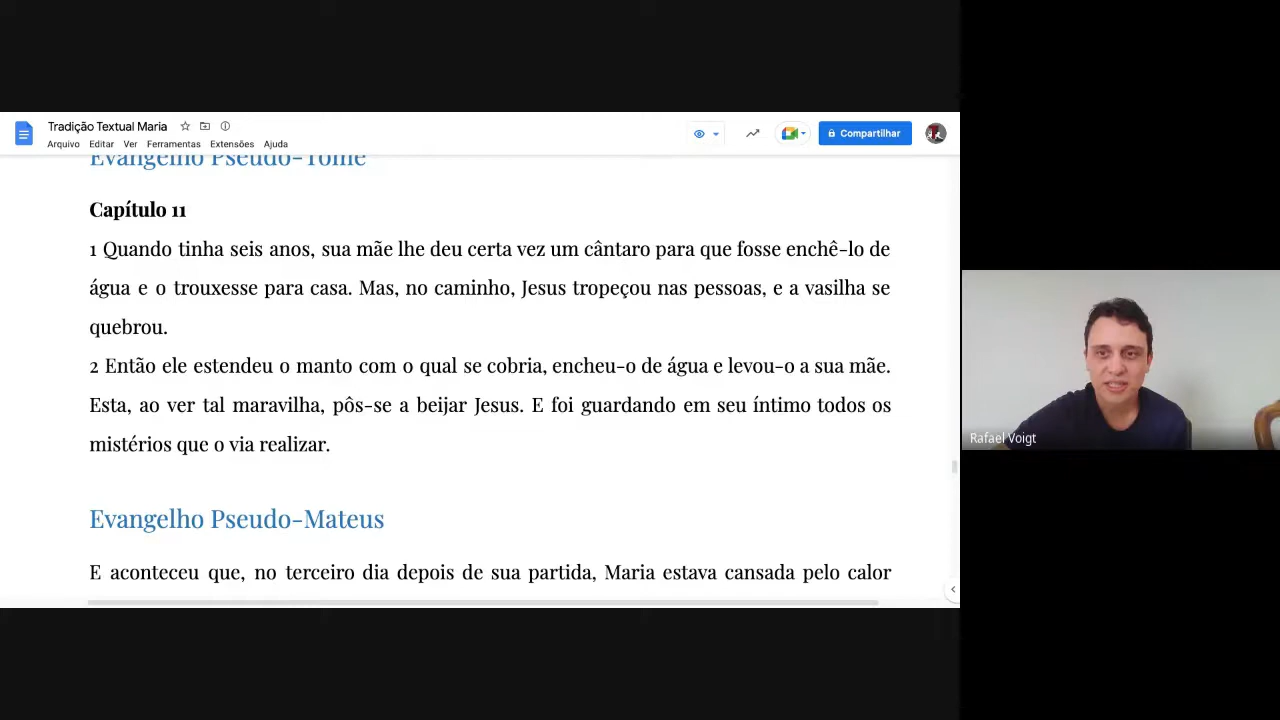 Tradição Textual Maria
Arquivo Editar Ver Ferramentas Extensões Ajuda
Compartilhar
Evangelho Pseudo-Tomé
Capítulo 11
1 Quando tinha seis anos, sua mãe lhe deu certa vez um cântaro para que fosse enchê-lo de
água e o trouxesse para casa. Mas, no caminho, Jesus tropeçou nas pessoas, e a vasilha se
quebrou.
2 Então ele estendeu o manto com o qual se cobria, encheu-o de água e levou-o a sua mãe.
Esta, ao ver tal maravilha, pôs-se a beijar Jesus. E foi guardando em seu íntimo todos os
mistérios que o via realizar.
Evangelho Pseudo-Mateus
E aconteceu que, no terceiro dia depois de sua partida, Maria estava cansada pelo calor
Rafael Voigt